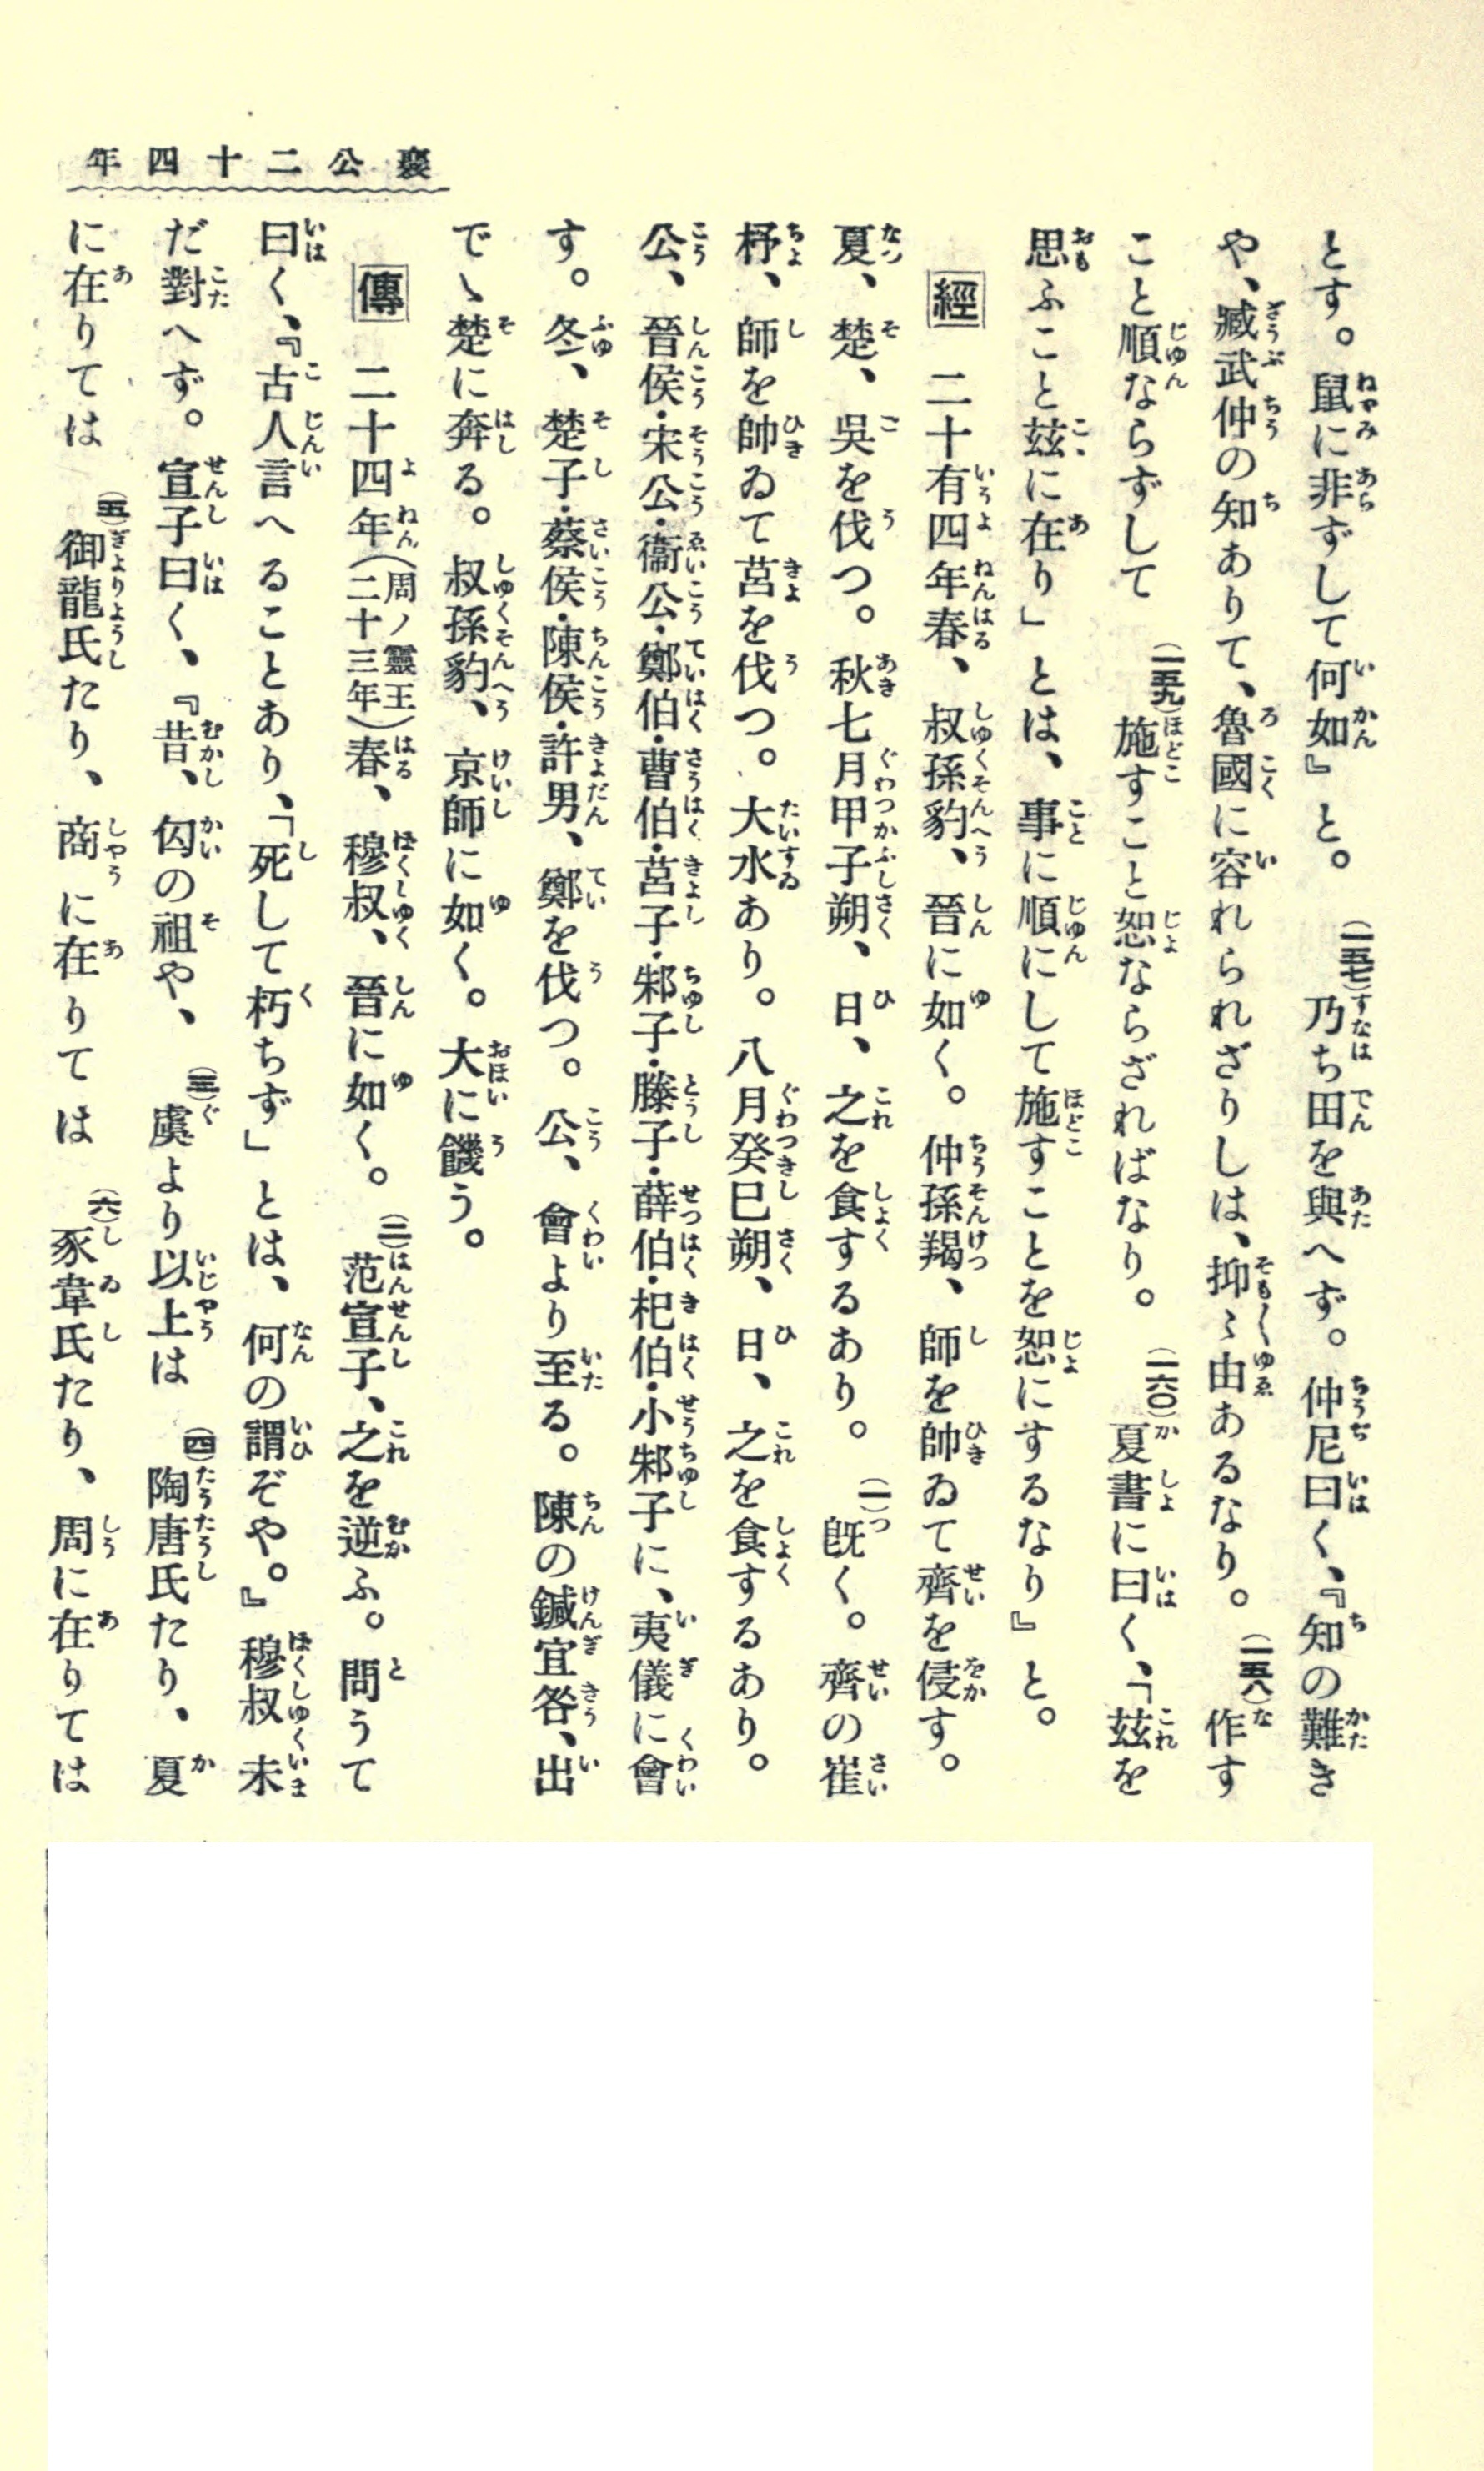 襄公二十四年
とす。鼠に非ずして何如』と。(一五七)乃ち田を與へず。仲尼曰く、『知の難き
や、臧武仲の知ありて、魯國に容れられざりしは、抑〻由あるなり。(一五八)作す
こと順ならずして(一五九)施すこと恕ならざればなり。(一六〇)夏書に曰く、「茲を
思ふこと茲に在り」とは、事に順にして施すことを恕にするなり』と。
經 二十有四年春、叔孫豹、晉に如く。仲孫羯、師を帥ゐて齊を侵す。
夏、楚、吳を伐つ。秋七月甲子朔、日、之を食するあり。(一)既く。齊の崔
杼、師を帥ゐて莒を伐つ。大水あり。八月癸巳朔、日、之を食するあり。
公、晉侯·宋公·衞公·鄭伯·曹伯·莒子·邾子·滕子·薛伯·杞伯·小邾子に、夷儀に會
す。冬、楚子·蔡侯·陳侯·許男、鄭を伐つ。公、會より至る。陳の鍼宜咎、出
でゝ楚に奔る。叔孫豹、京師に如く。大に饑う。
傳 二十四年(周ノ靈王二十三年)春、穆叔、晉に如く。(二)范宣子、之を逆ふ。問うて
曰く、『古人言へることあり、「死して朽ちず」とは、何の謂ぞや。』穆叔未
だ對へず。宣子曰く、『昔、匃の祖や、(三)虞より以上は(四)陶唐氏たり、夏
に在りては(五)御龍氏たり、商に在りては(六)豕韋氏たり、周に在りては